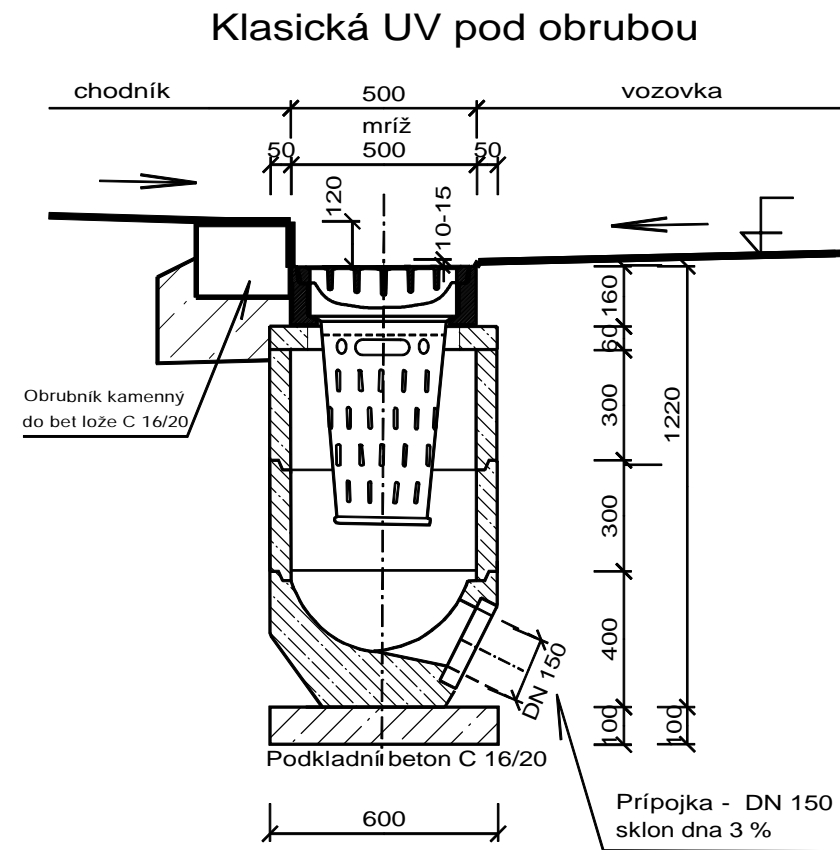 Klasická UV pod obrubou
chodník
500
vozovka
mríž
50
500
50
120
10-15
160
60
300
1220
300
400
100
100
Obrubník kamenný
do bet lože C 16/20
DN 150
Podkladní beton C 16/20
600
Prípojka - DN 150
sklon dna 3 %